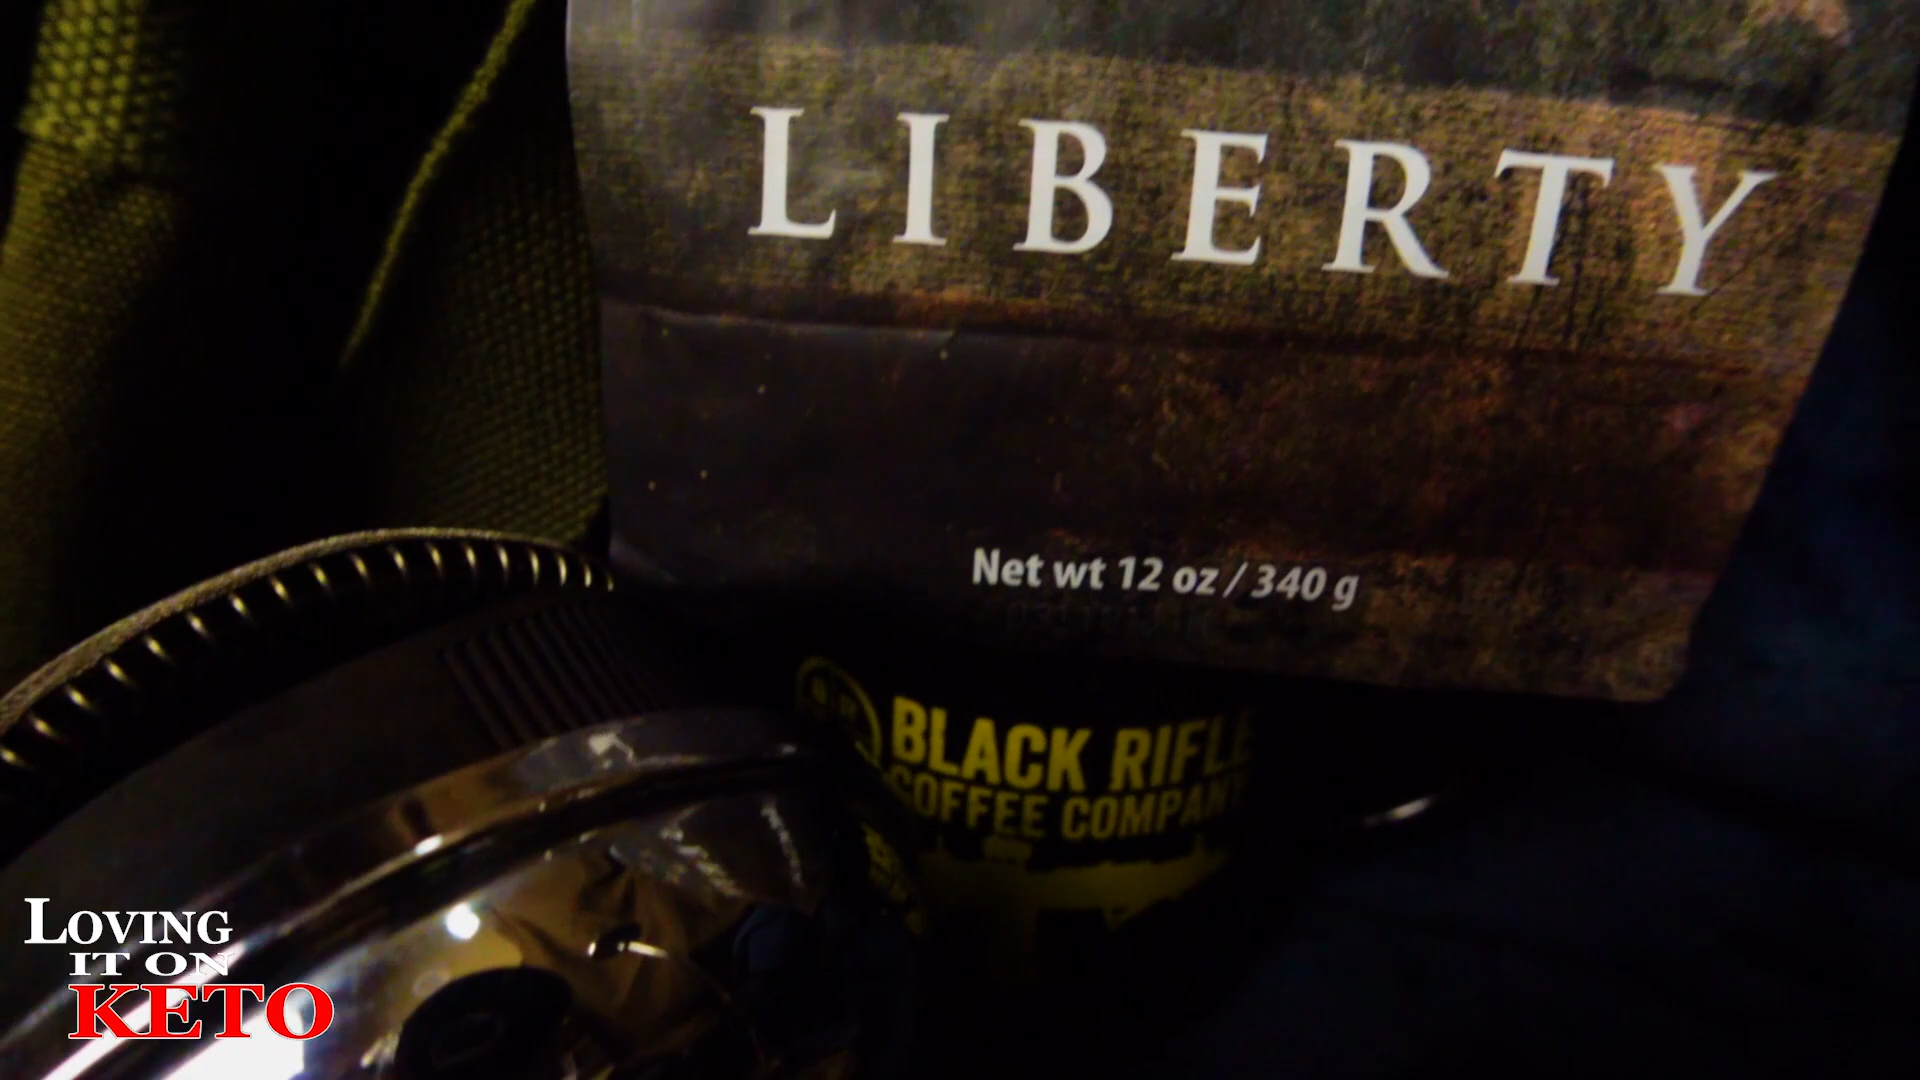 LIBERTY
Net wt 12 oz / 340 g
BLACK RIFLE
COFFEE COMPANY
LOVING
IT ON
KETO